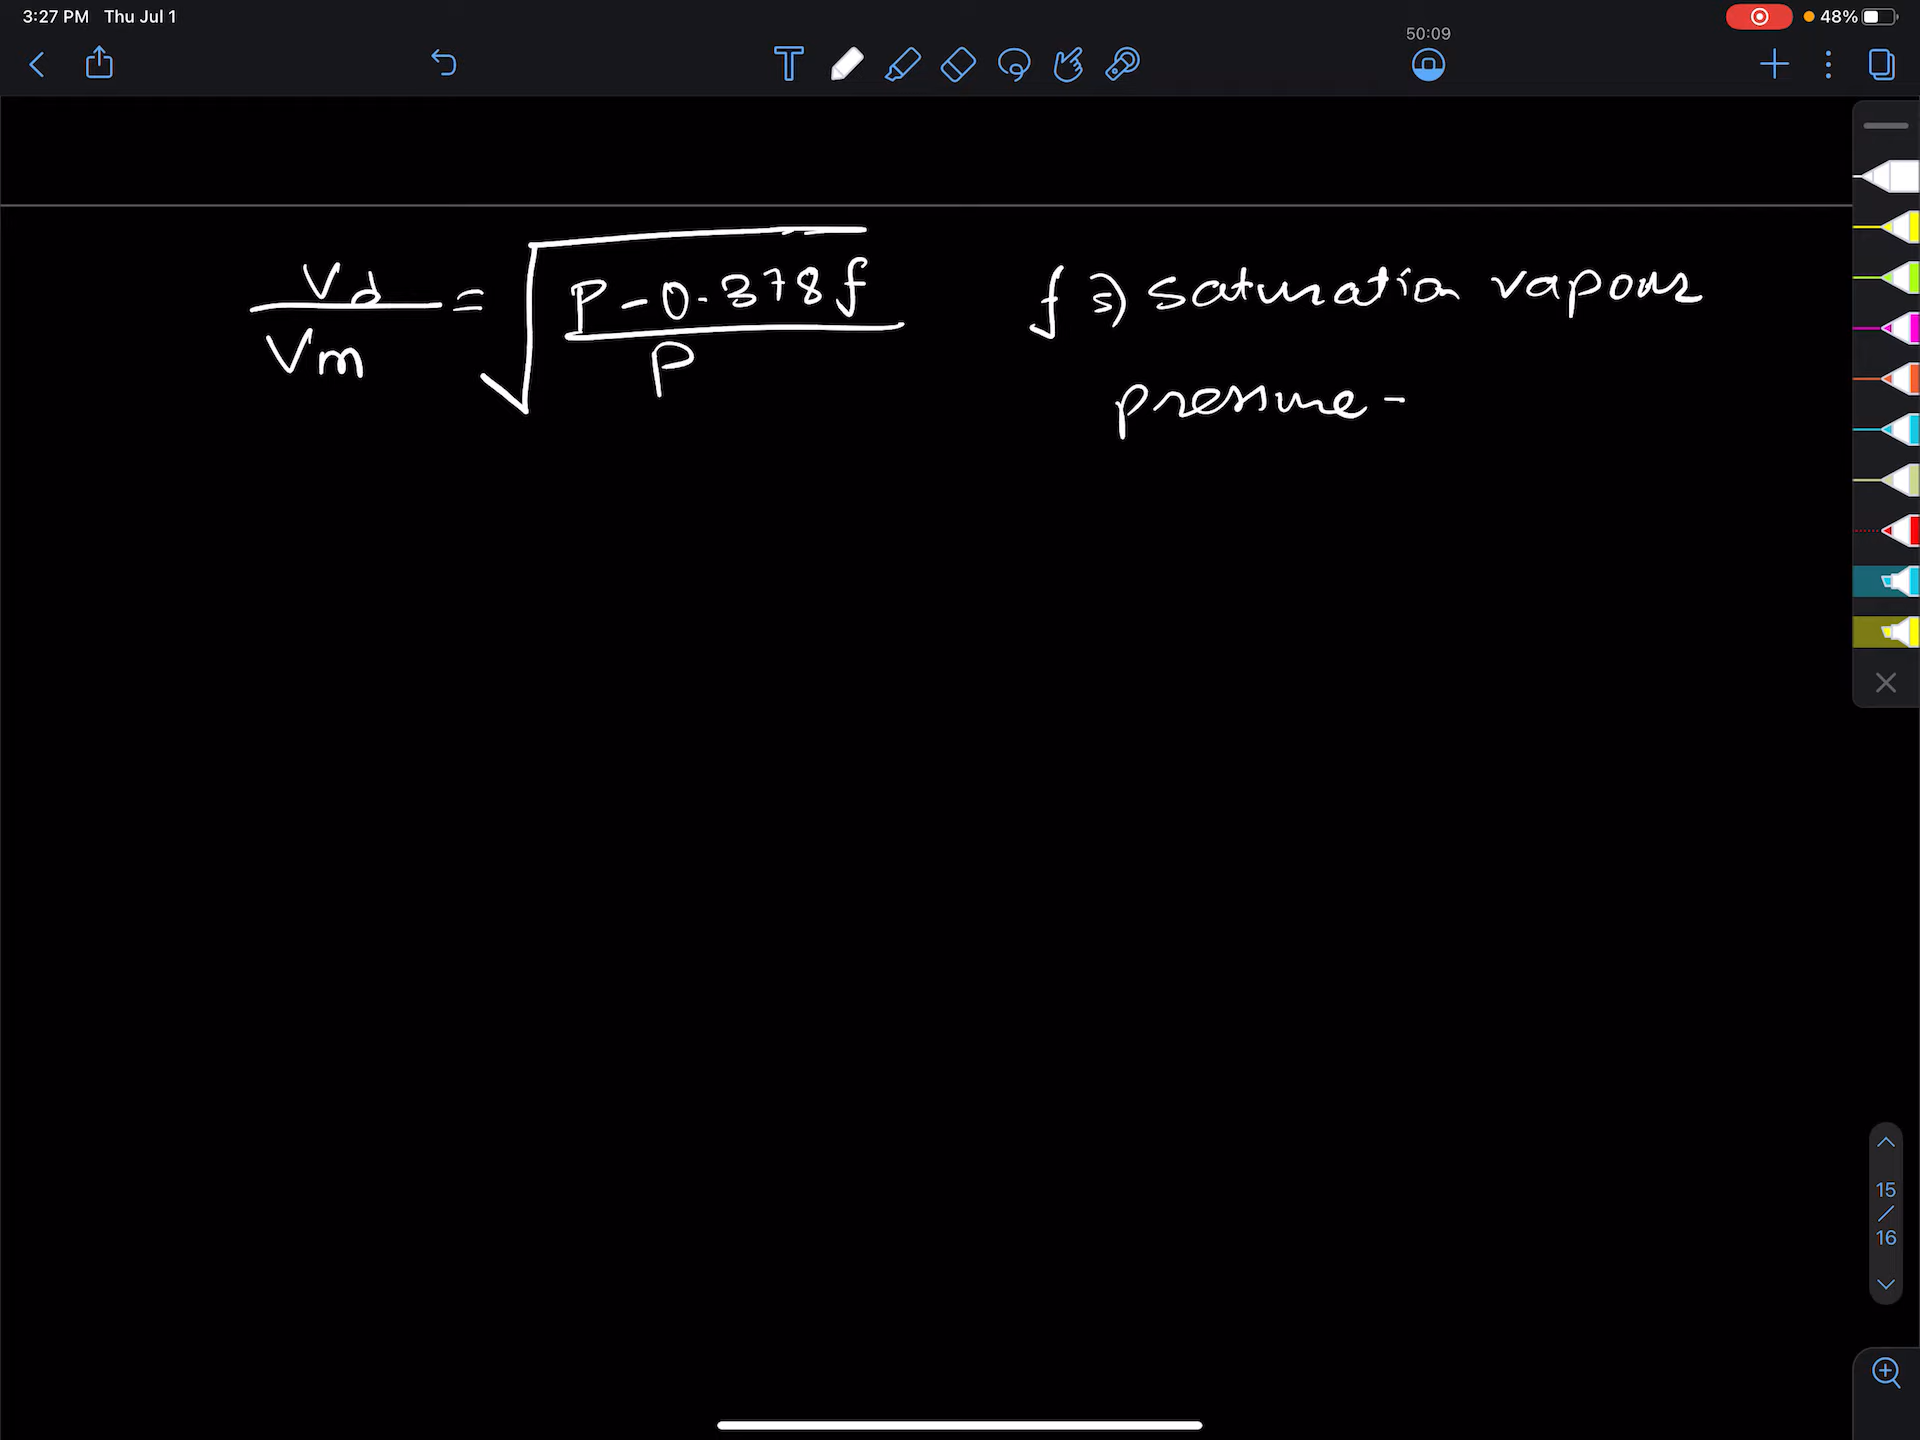 3:27 PM Thu Jul 1
48%
50:09
Vd/Vm = √((P-0.378f)/P)
f ⇒ saturation vapour
pressure -
15
/
16